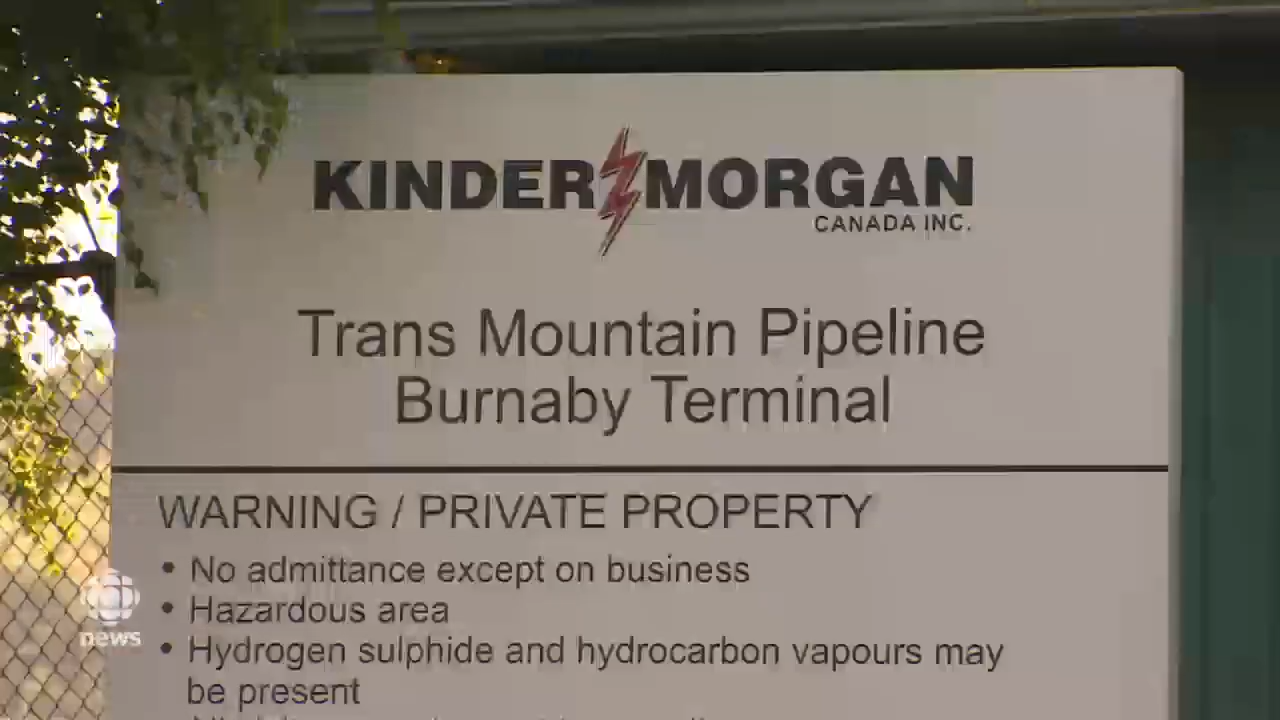 KINDER MORGAN
CANADA INC.
Trans Mountain Pipeline
Burnaby Terminal
WARNING / PRIVATE PROPERTY
• No admittance except on business
• Hazardous area
• Hydrogen sulphide and hydrocarbon vapours may
be present
news